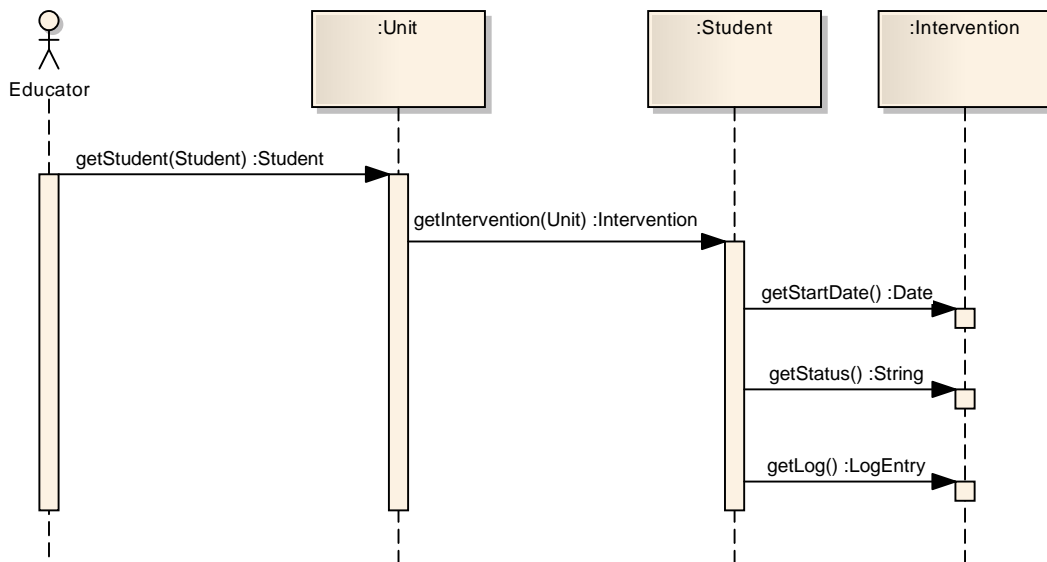 :Unit
:Student
:Intervention
Educator
getStudent(Student) :Student
getIntervention(Unit) :Intervention
getStartDate() :Date
getStatus() :String
getLog() :LogEntry